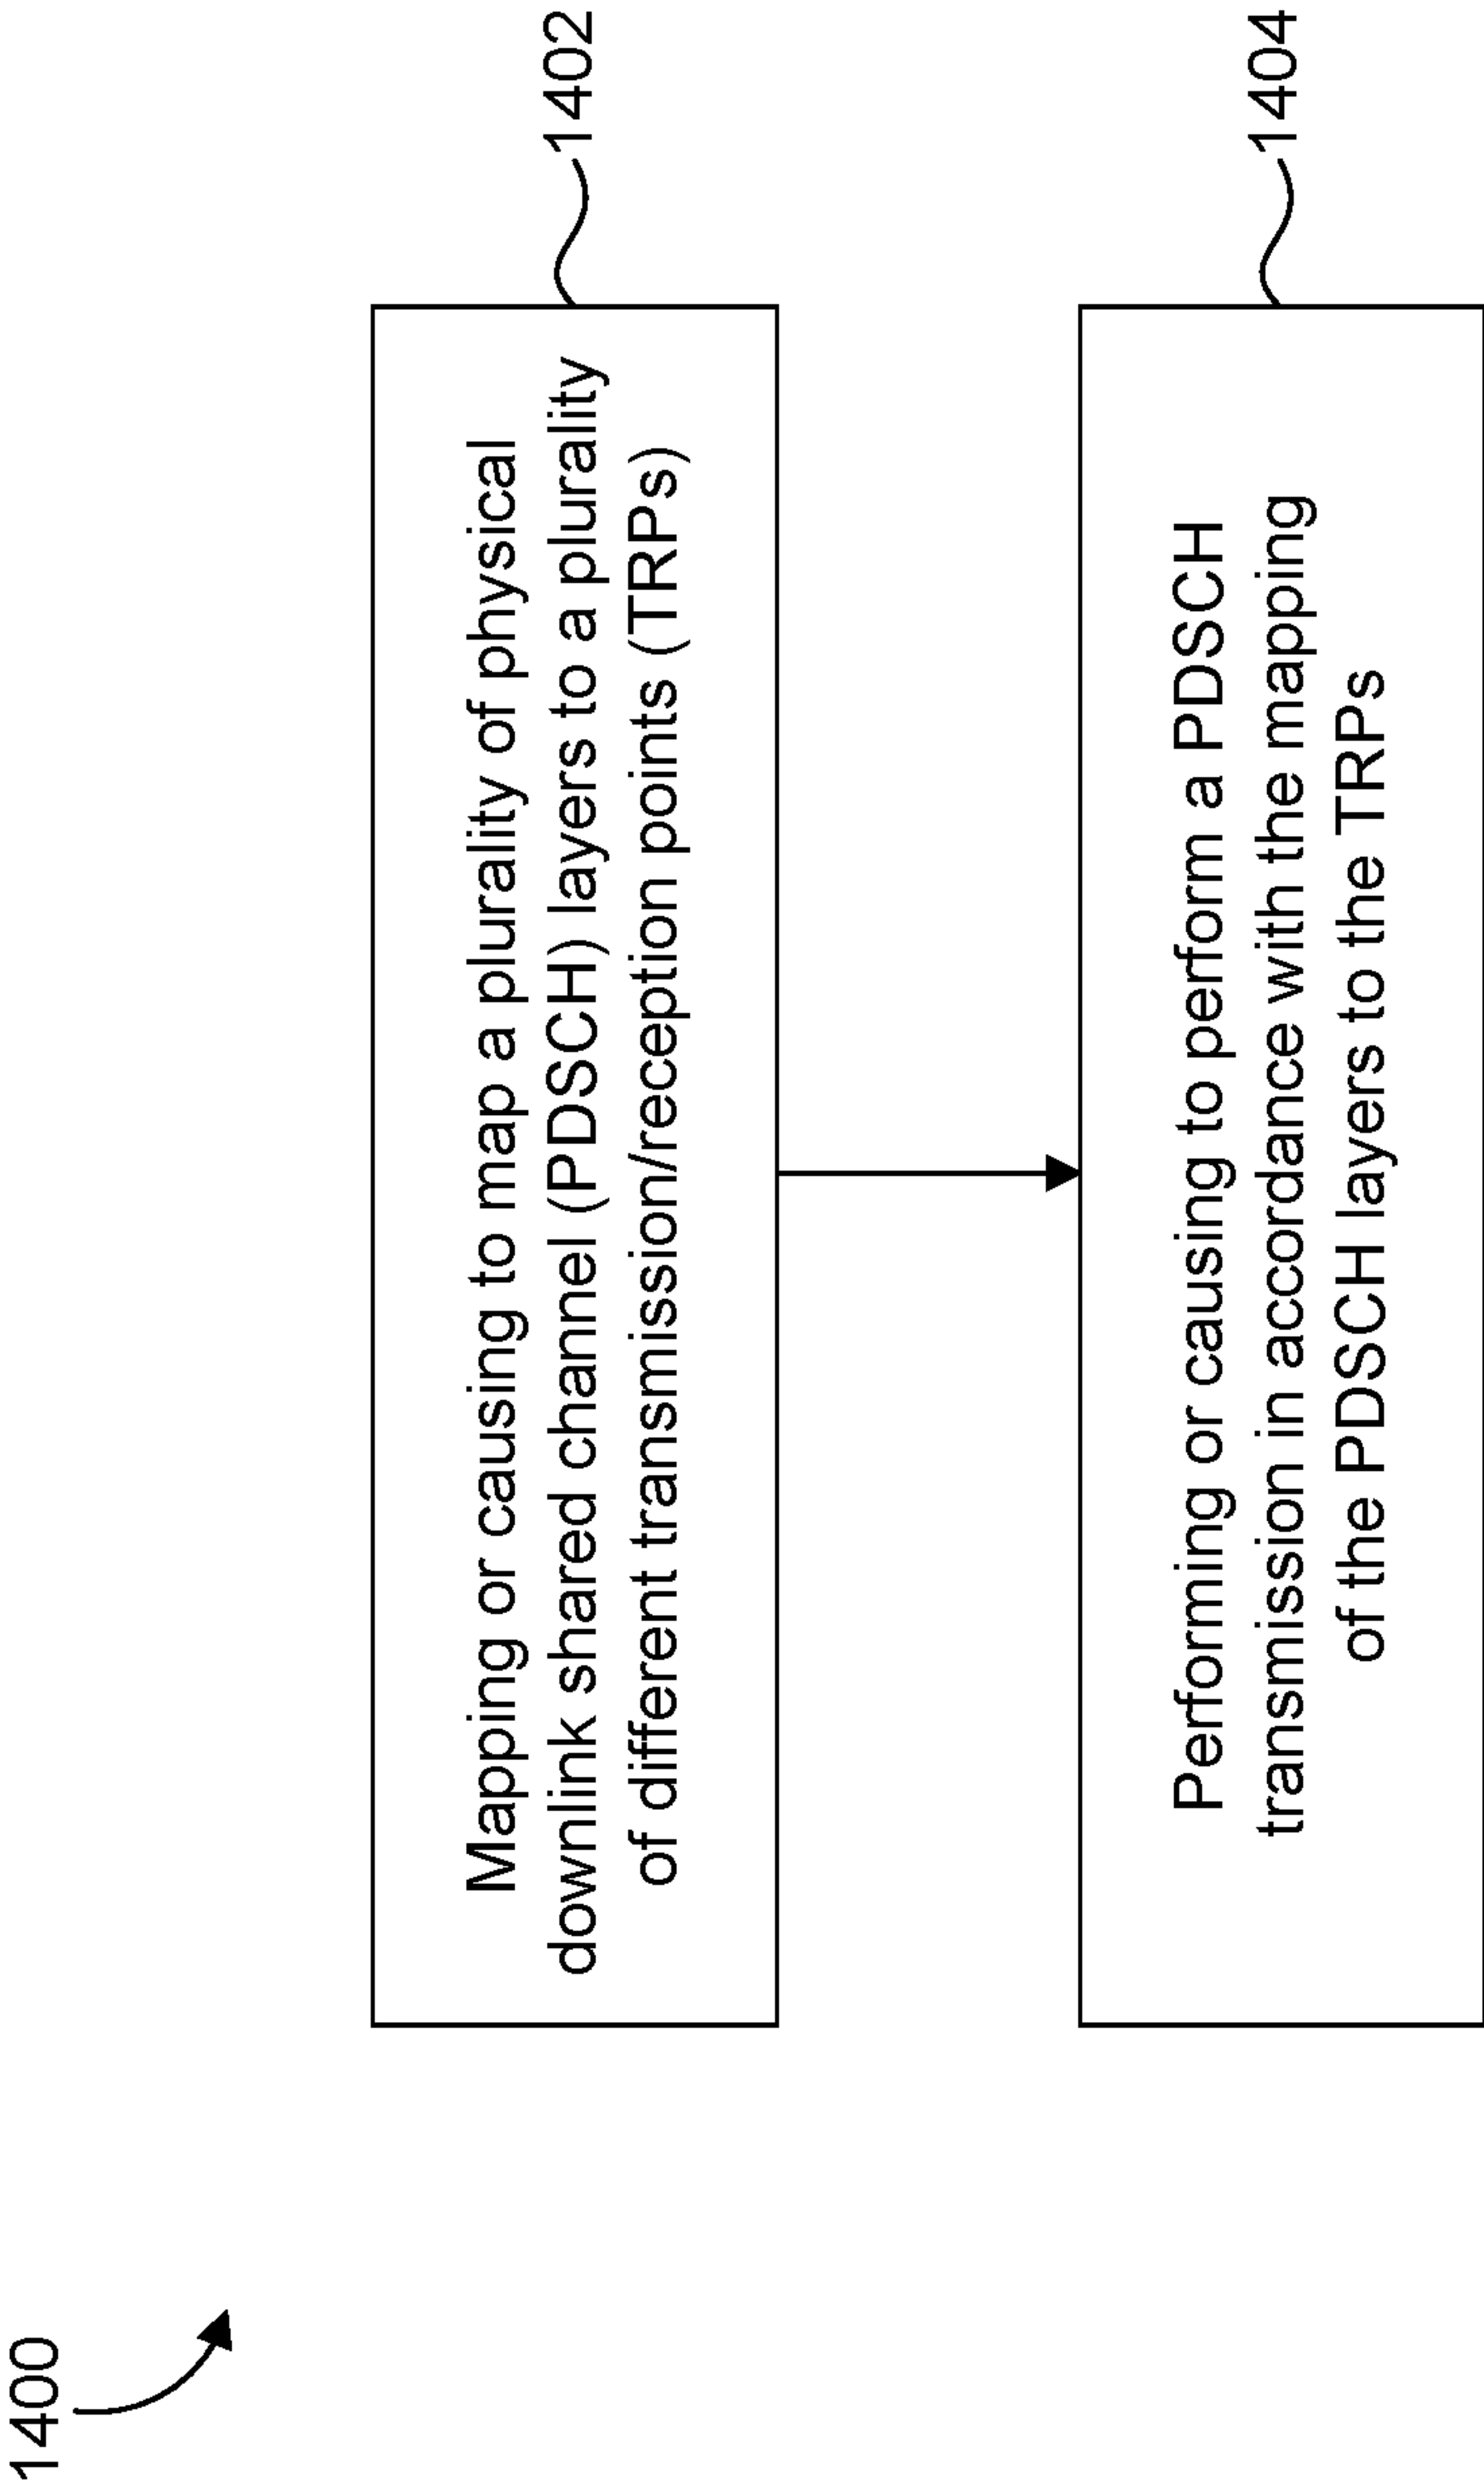 1400
Mapping or causing to map a plurality of physical
downlink shared channel (PDSCH) layers to a plurality
of different transmission/reception points (TRPs)
1402
Performing or causing to perform a PDSCH
transmission in accordance with the mapping
of the PDSCH layers to the TRPs
1404